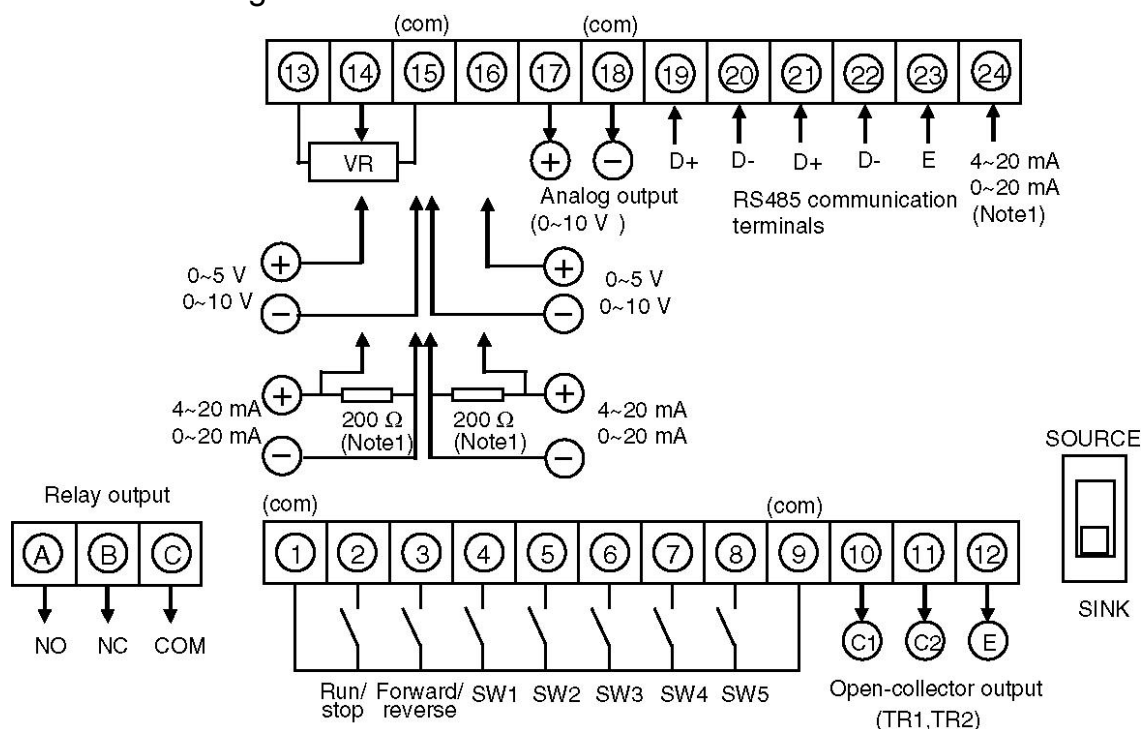 g
(com) (com)
13 14 15 16 17 18 19 20 21 22 23 24
VR
+ −
D+ D- D+ D- E
4~20 mA
0~20 mA
(Note1)
Analog output
(0~10 V )
RS485 communication
terminals
+
0~5 V
0~10 V
−
+
0~5 V
0~10 V
−
+
4~20 mA
0~20 mA
−
200 Ω
(Note1)
200 Ω
(Note1)
+
4~20 mA
0~20 mA
−
SOURCE
SINK
Relay output
A B C
NO NC COM
(com) (com)
1 2 3 4 5 6 7 8 9 10 11 12
C1 C2 E
Run/
stop
Forward/
reverse
SW1 SW2 SW3 SW4 SW5
Open-collector output
(TR1,TR2)